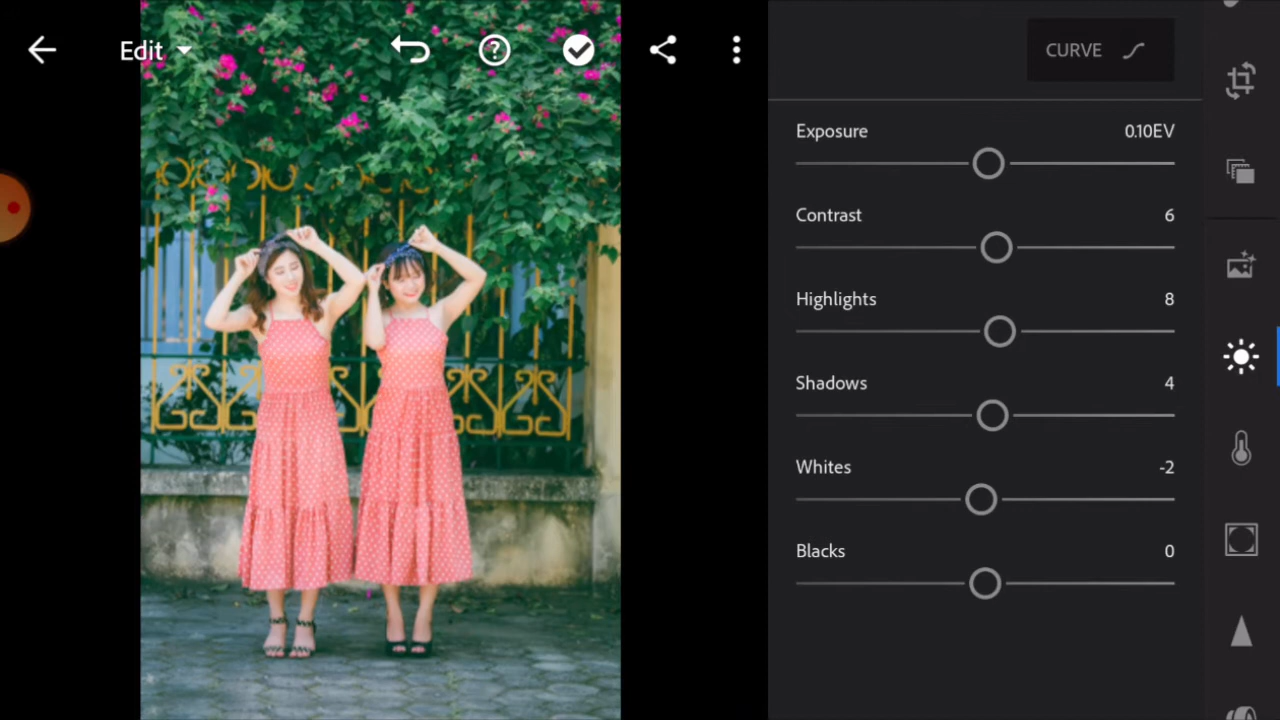 Edit
CURVE
Exposure 0.10EV
Contrast 6
Highlights 8
Shadows 4
Whites -2
Blacks 0